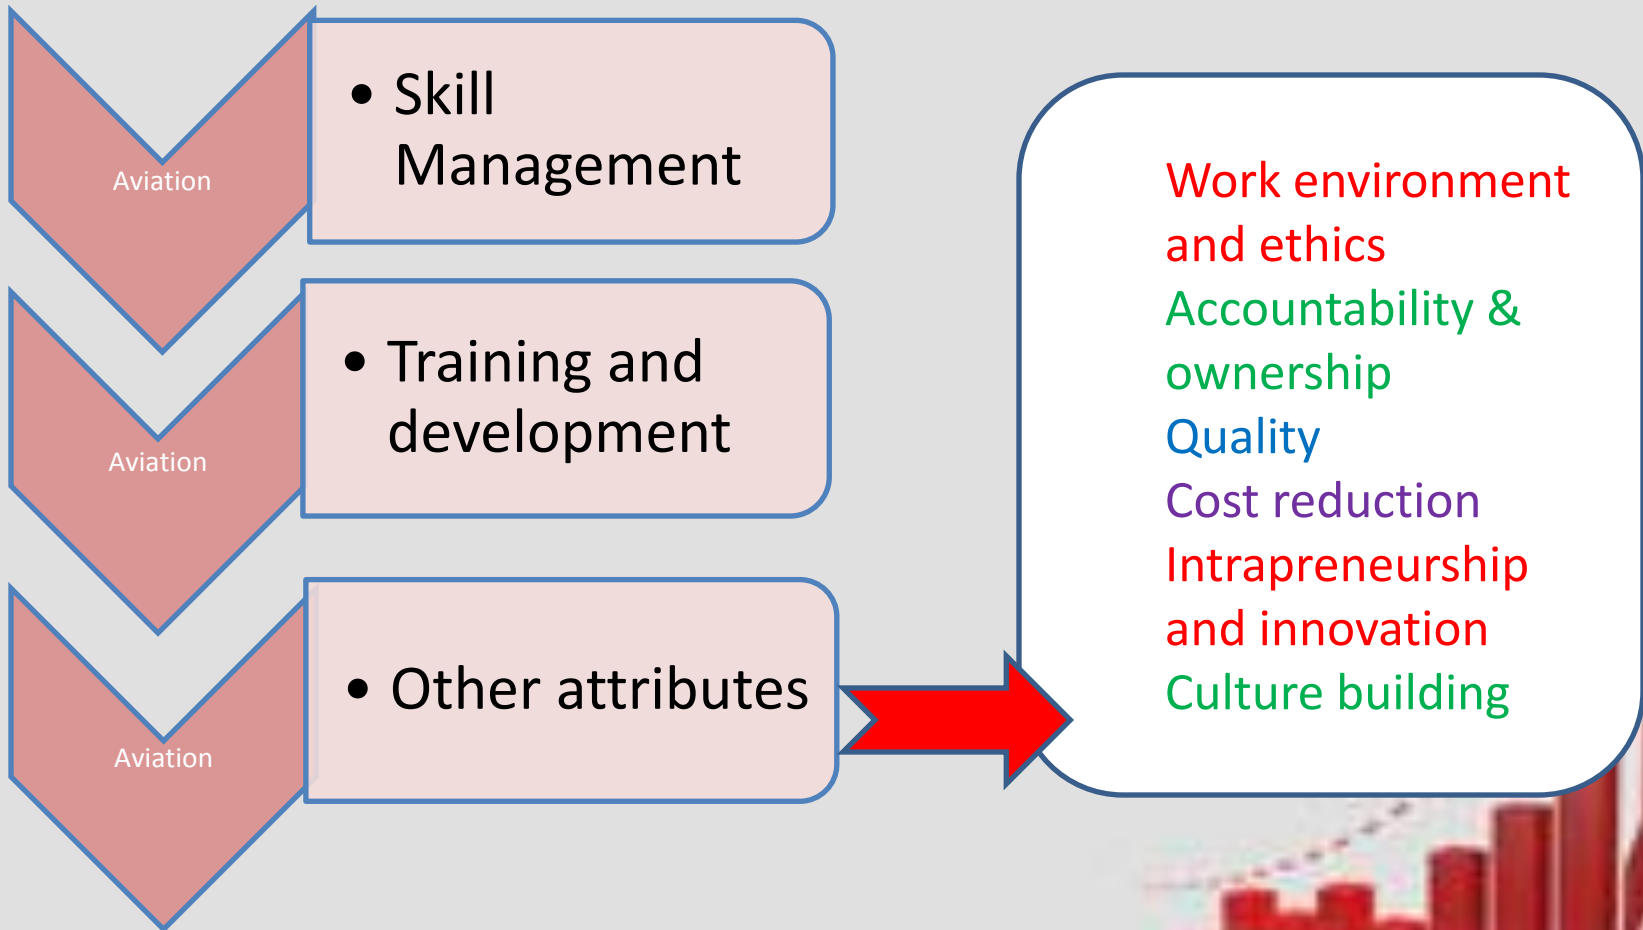 Aviation
• Skill
Management
Aviation
• Training and
development
Aviation
• Other attributes
Work environment
and ethics
Accountability &
ownership
Quality
Cost reduction
Intrapreneurship
and innovation
Culture building